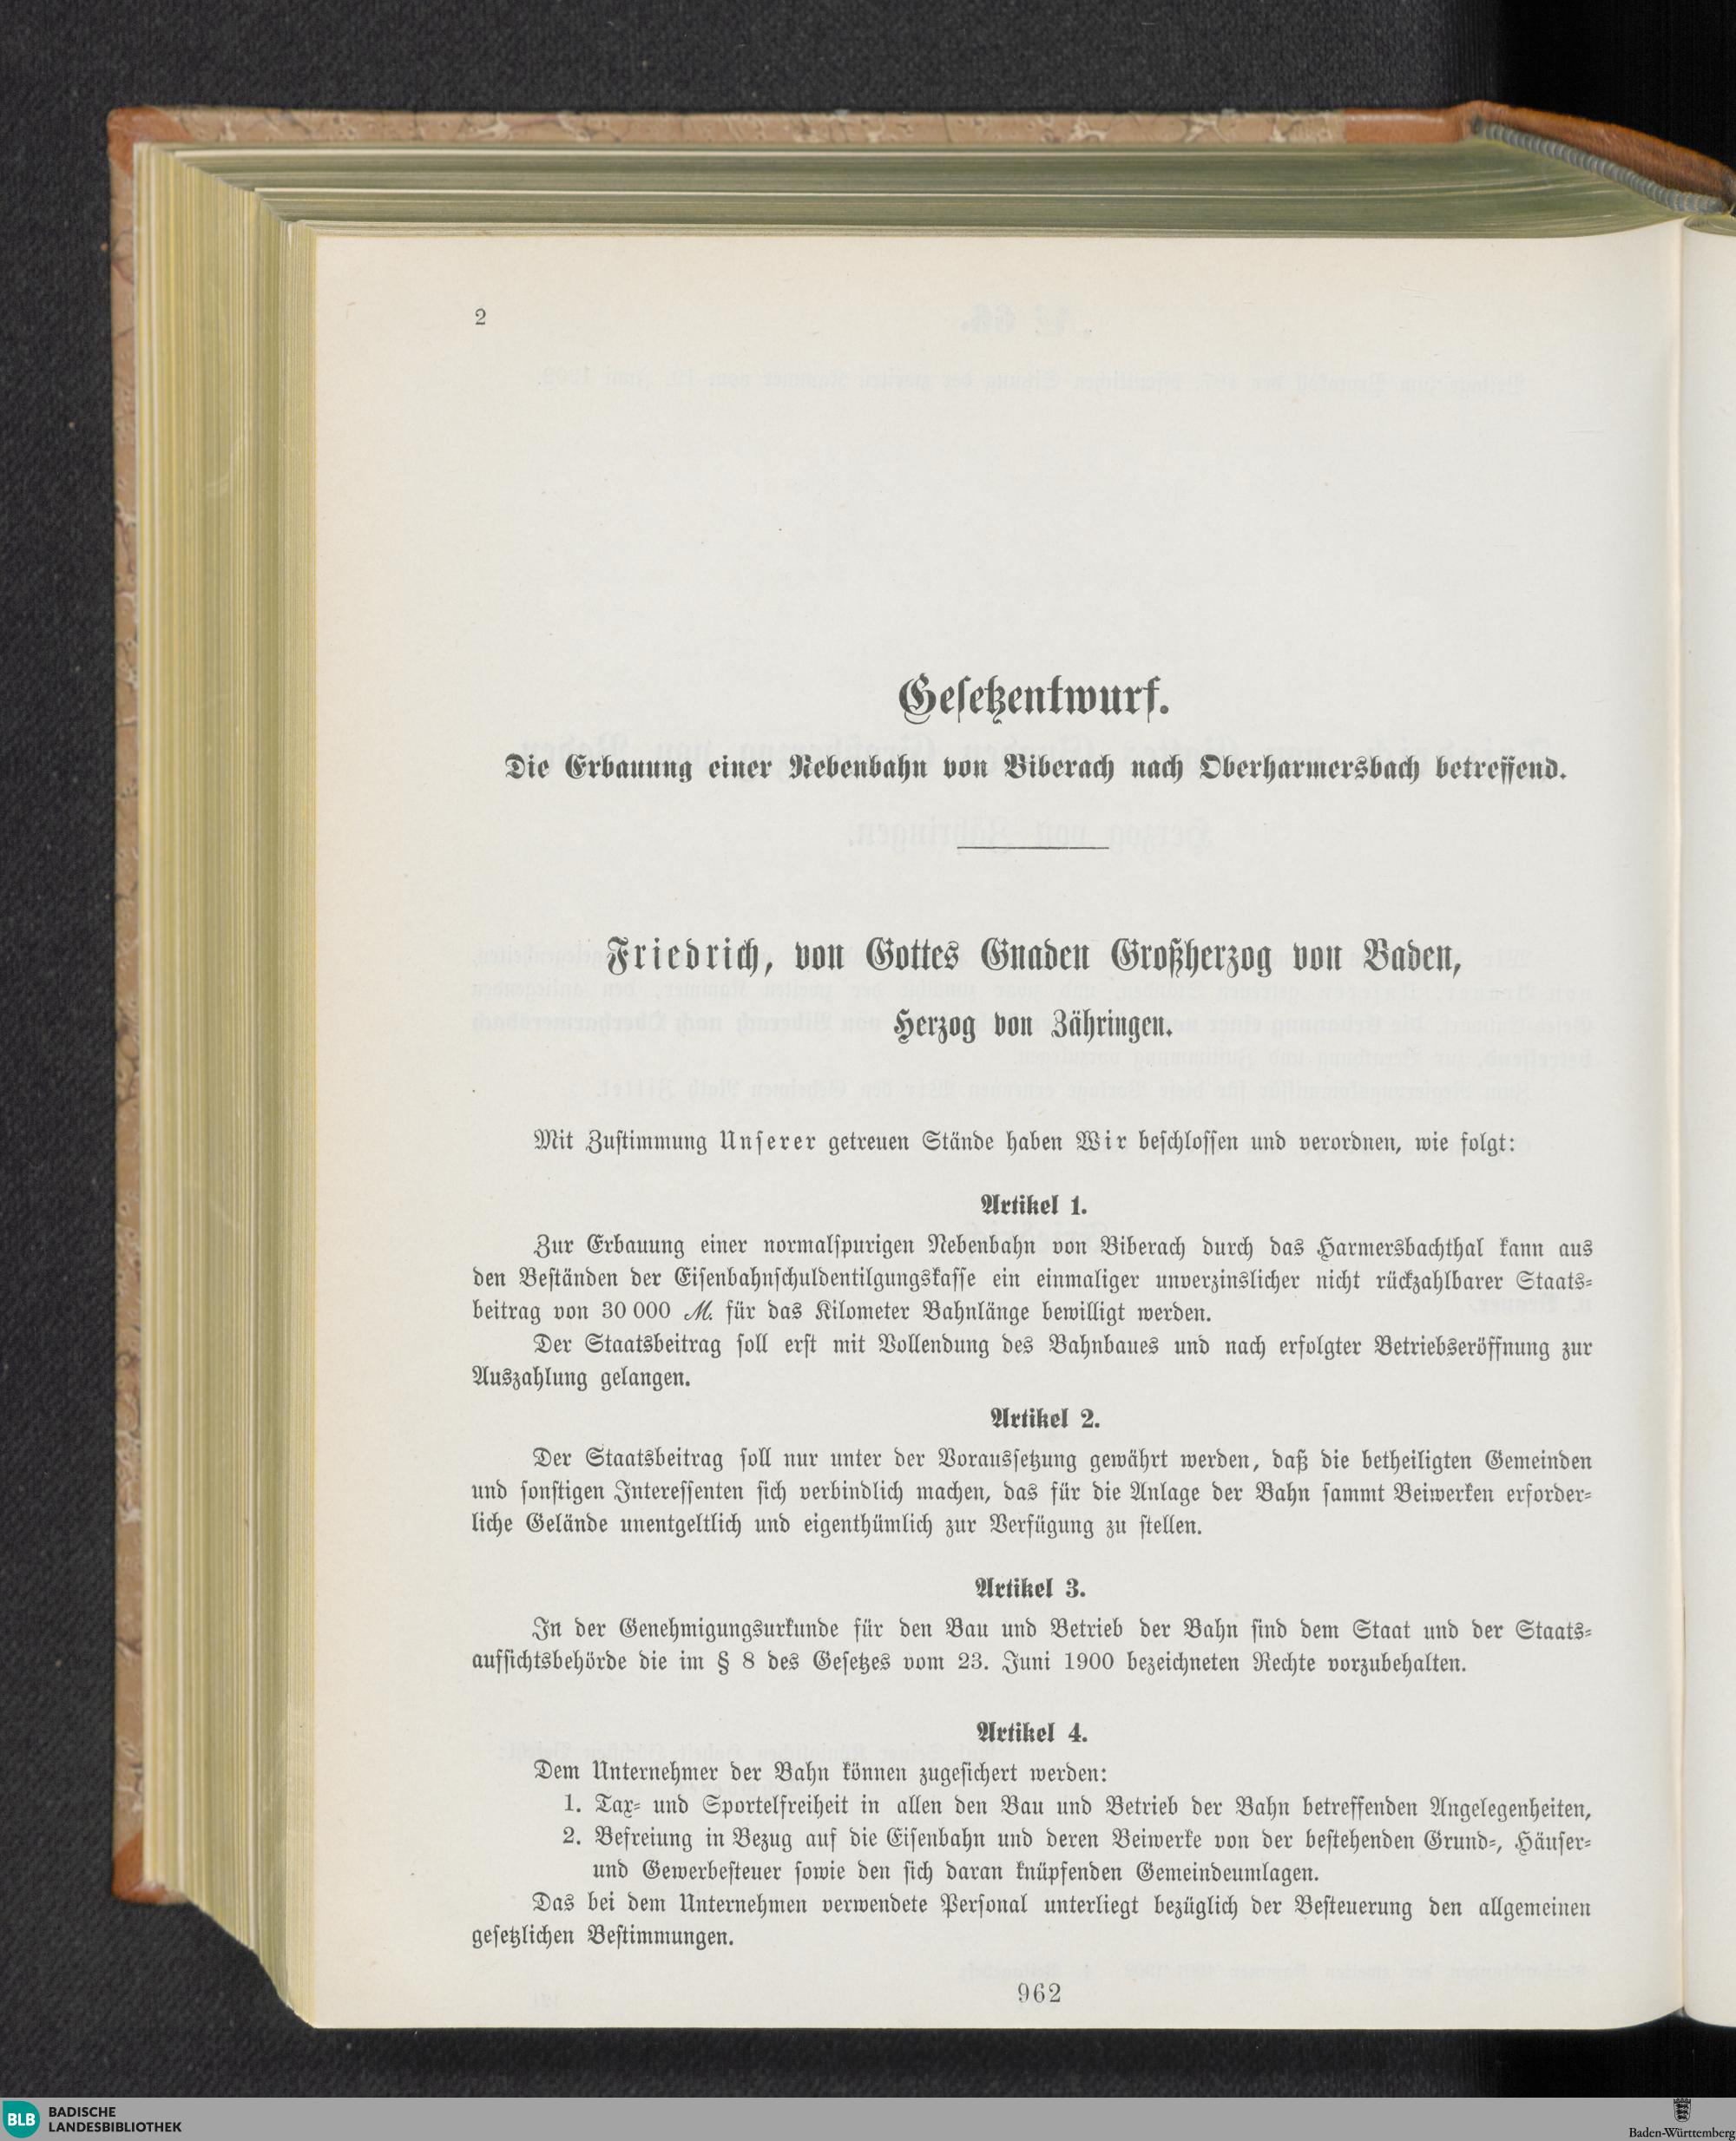 2
Gesetzentwurf.
Die Erbauung einer Nebenbahn von Biberach nach Oberharmersbach betreffend.
Friedrich, von Gottes Gnaden Großherzog von Baden,
Herzog von Zähringen.
Mit Zustimmung Unserer getreuen Stände haben Wir beschlossen und verordnen, wie folgt:
Artikel 1.
Zur Erbauung einer normalspurigen Nebenbahn von Biberach durch das Harmersbachthal kann aus
den Beständen der Eisenbahnschuldentilgungskasse ein einmaliger unverzinslicher nicht rückzahlbarer Staats-
beitrag von 30 000 M. für das Kilometer Bahnlänge bewilligt werden.
Der Staatsbeitrag soll erst mit Vollendung des Bahnbaues und nach erfolgter Betriebseröffnung zur
Auszahlung gelangen.
Artikel 2.
Der Staatsbeitrag soll nur unter der Voraussetzung gewährt werden, daß die betheiligten Gemeinden
und sonstigen Interessenten sich verbindlich machen, das für die Anlage der Bahn sammt Beiwerken erforder-
liche Gelände unentgeltlich und eigenthümlich zur Verfügung zu stellen.
Artikel 3.
In der Genehmigungsurkunde für den Bau und Betrieb der Bahn sind dem Staat und der Staats-
aufsichtsbehörde die im § 8 des Gesetzes vom 23. Juni 1900 bezeichneten Rechte vorzubehalten.
Artikel 4.
Dem Unternehmer der Bahn können zugesichert werden:
1. Tax- und Sportelfreiheit in allen den Bau und Betrieb der Bahn betreffenden Angelegenheiten,
2. Befreiung in Bezug auf die Eisenbahn und deren Beiwerke von der bestehenden Grund-, Häuser-
und Gewerbesteuer sowie den sich daran knüpfenden Gemeindeumlagen.
Das bei dem Unternehmen verwendete Personal unterliegt bezüglich der Besteuerung den allgemeinen
gesetzlichen Bestimmungen.
962
BLB BADISCHE
LANDESBIBLIOTHEK
Baden-Württemberg